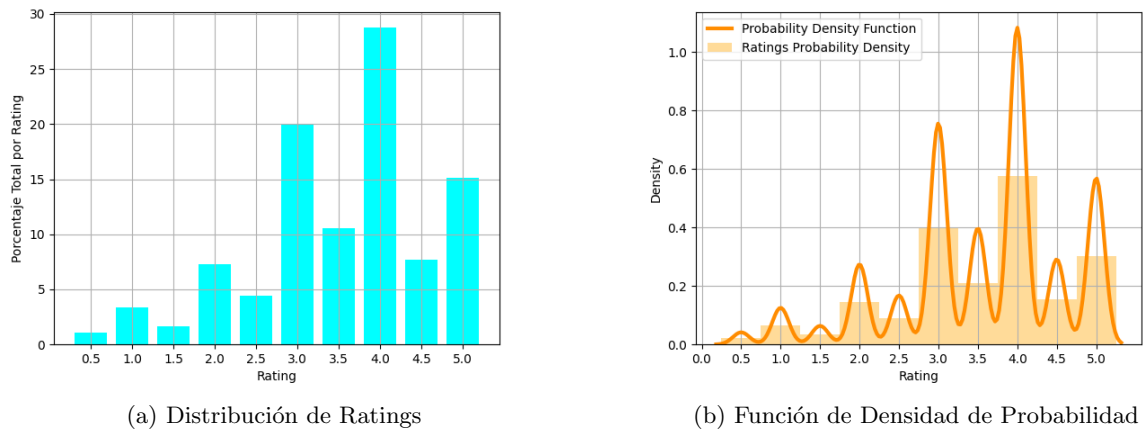 30
25
20
15
10
5
0
Porcentaje Total por Rating
0.5 1.0 1.5 2.0 2.5 3.0 3.5 4.0 4.5 5.0
Rating
(a) Distribución de Ratings
Probability Density Function
Ratings Probability Density
1.0
0.8
0.6
0.4
0.2
0.0
Density
0.0 0.5 1.0 1.5 2.0 2.5 3.0 3.5 4.0 4.5 5.0
Rating
(b) Función de Densidad de Probabilidad